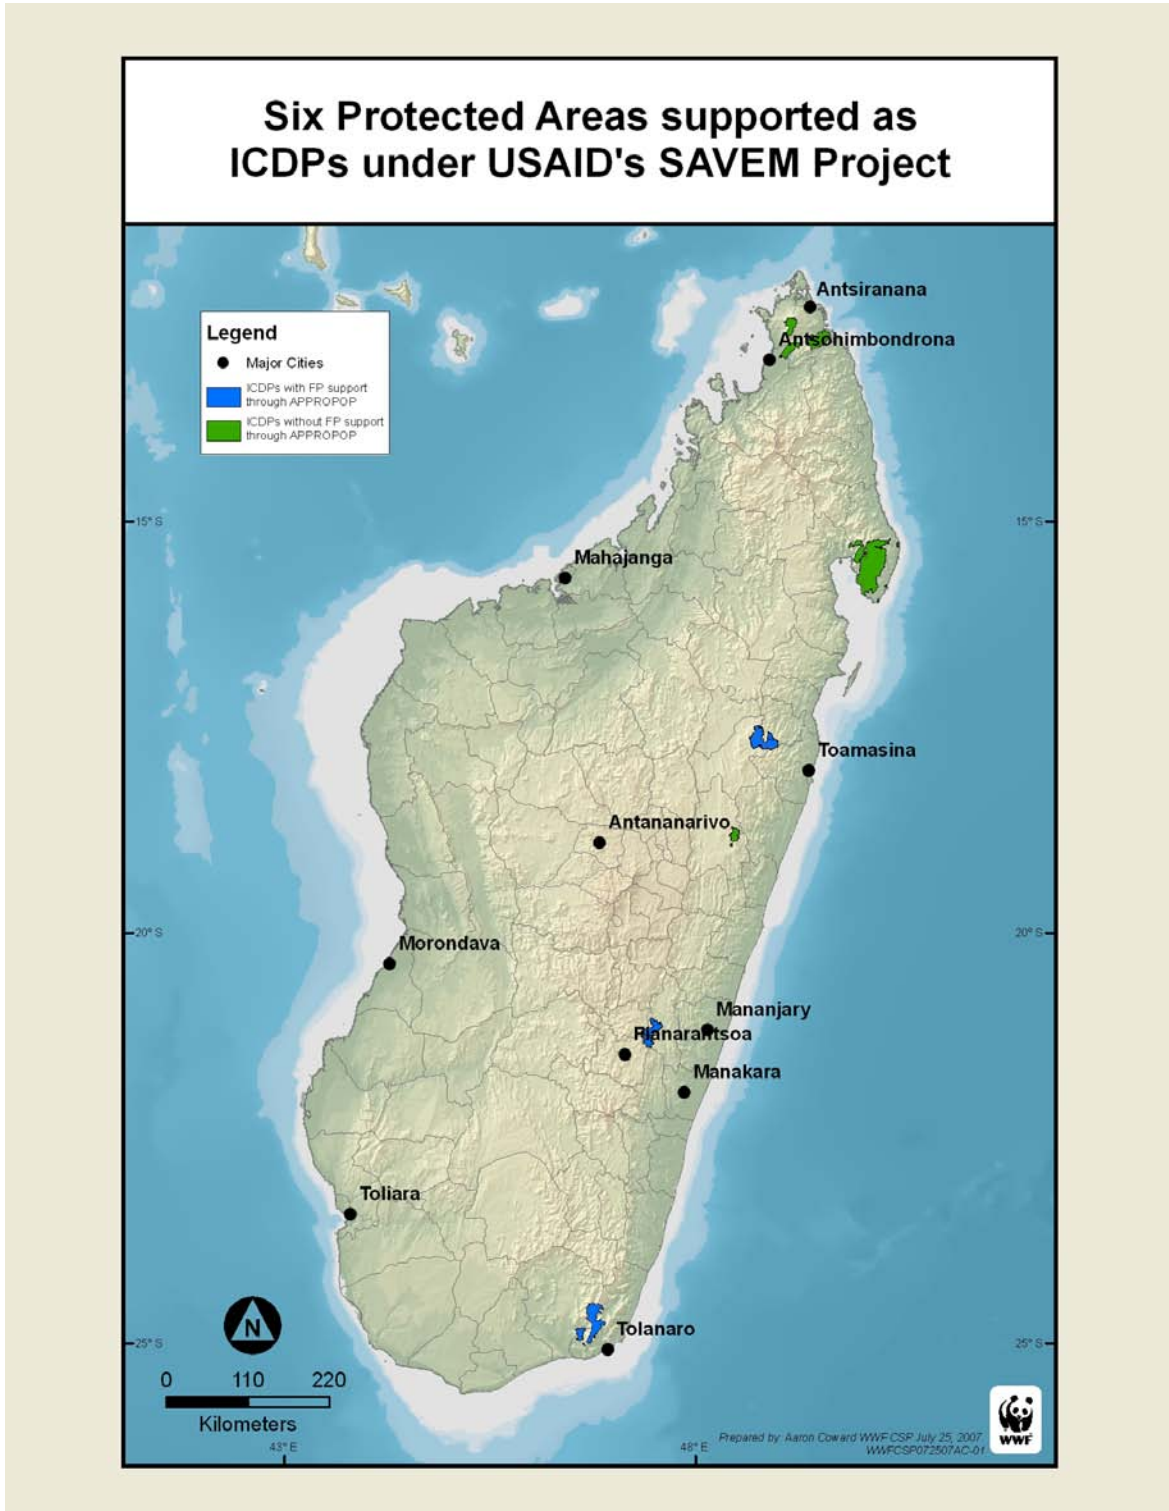 Six Protected Areas supported as
ICDPs under USAID's SAVEM Project
Antsiranana
Legend
Major Cities
Antsohimbondrona
ICDPs with FP support
through APPROPOP
ICDPs without FP support
through APPROPOP
15° S
15° S
Mahajanga
Toamasina
Antananarivo
20° S
20° S
Morondava
Mananjary
Fianarantsoa
Manakara
Toliara
N
Tolanaro
25° S
25° S
0 110 220
Kilometers
43° E
48° E
Prepared by: Aaron Coward WWF CSP July 25, 2007.
WWFCSP072507AC-01
WWF